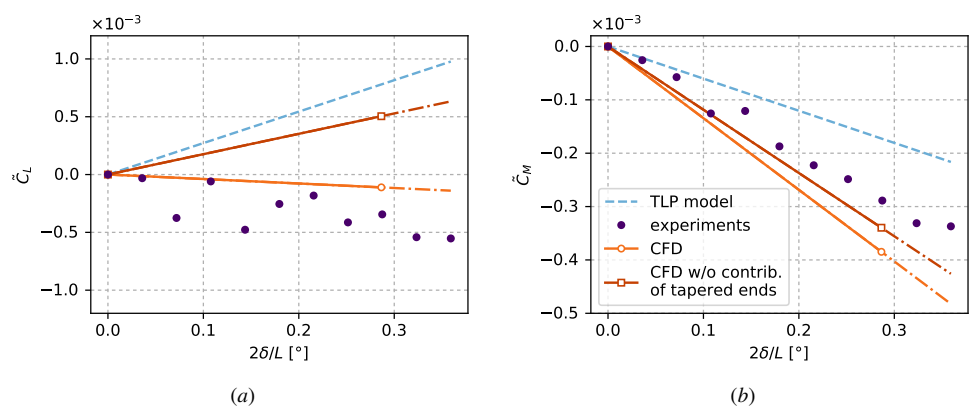 ×10⁻³
1.0
0.5
0.0
−0.5
−1.0
C̃_L
0.0 0.1 0.2 0.3
2δ/L [°]
(a)
×10⁻³
0.0
−0.1
−0.2
−0.3
−0.4
−0.5
C̃_M
TLP model
experiments
CFD
CFD w/o contrib.
of tapered ends
0.0 0.1 0.2 0.3
2δ/L [°]
(b)